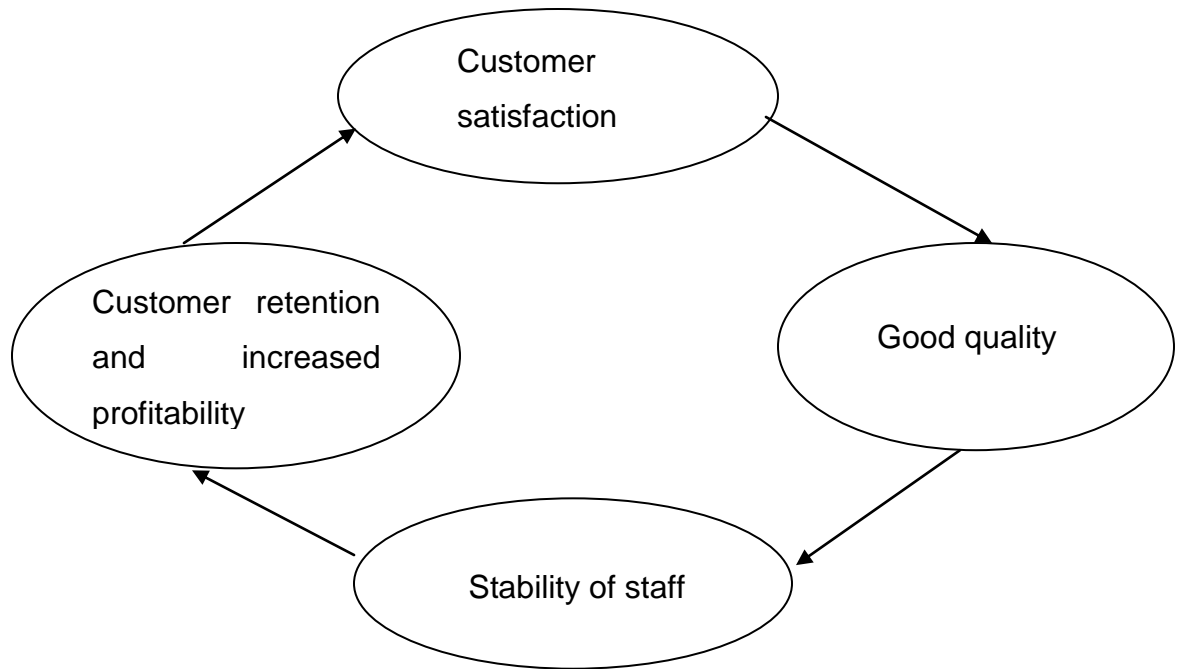 Customer
satisfaction
Good quality
Customer retention
and increased
profitability
Stability of staff